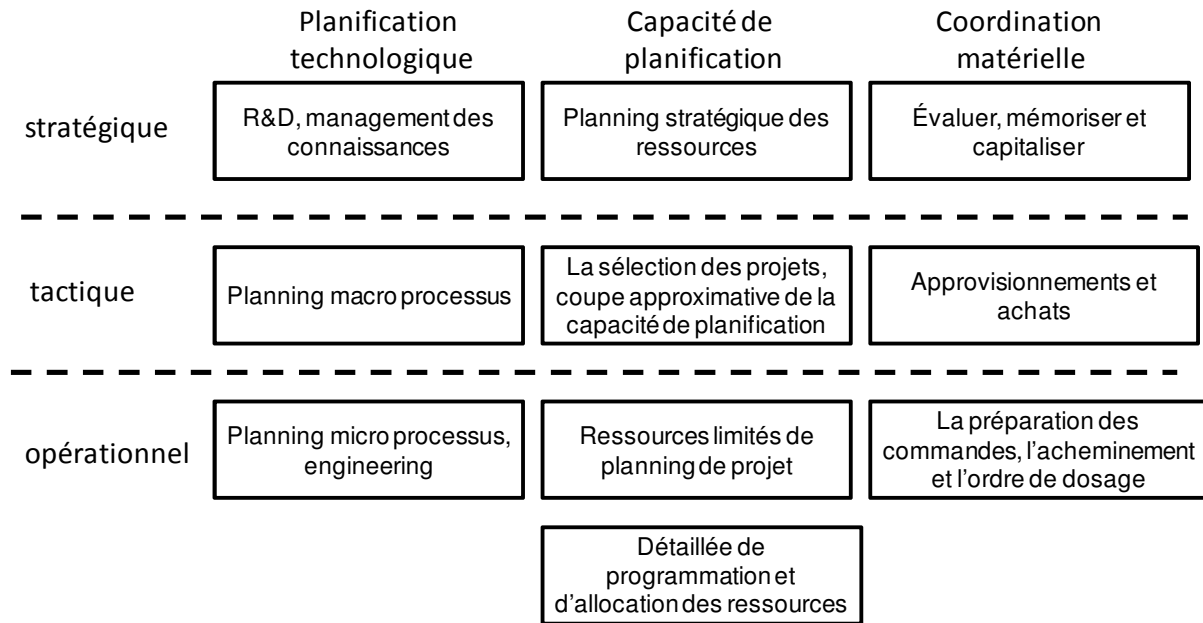 Planification
technologique
Capacité de
planification
Coordination
matérielle
stratégique
R&D, management des
connaissances
Planning stratégique des
ressources
Évaluer, mémoriser et
capitaliser
tactique
Planning macro processus
La sélection des projets,
coupe approximative de la
capacité de planification
Approvisionnements et
achats
opérationnel
Planning micro processus,
engineering
Ressources limités de
planning de projet
La préparation des
commandes, l'acheminement
et l'ordre de dosage
Détaillée de
programmation et
d'allocation des ressources